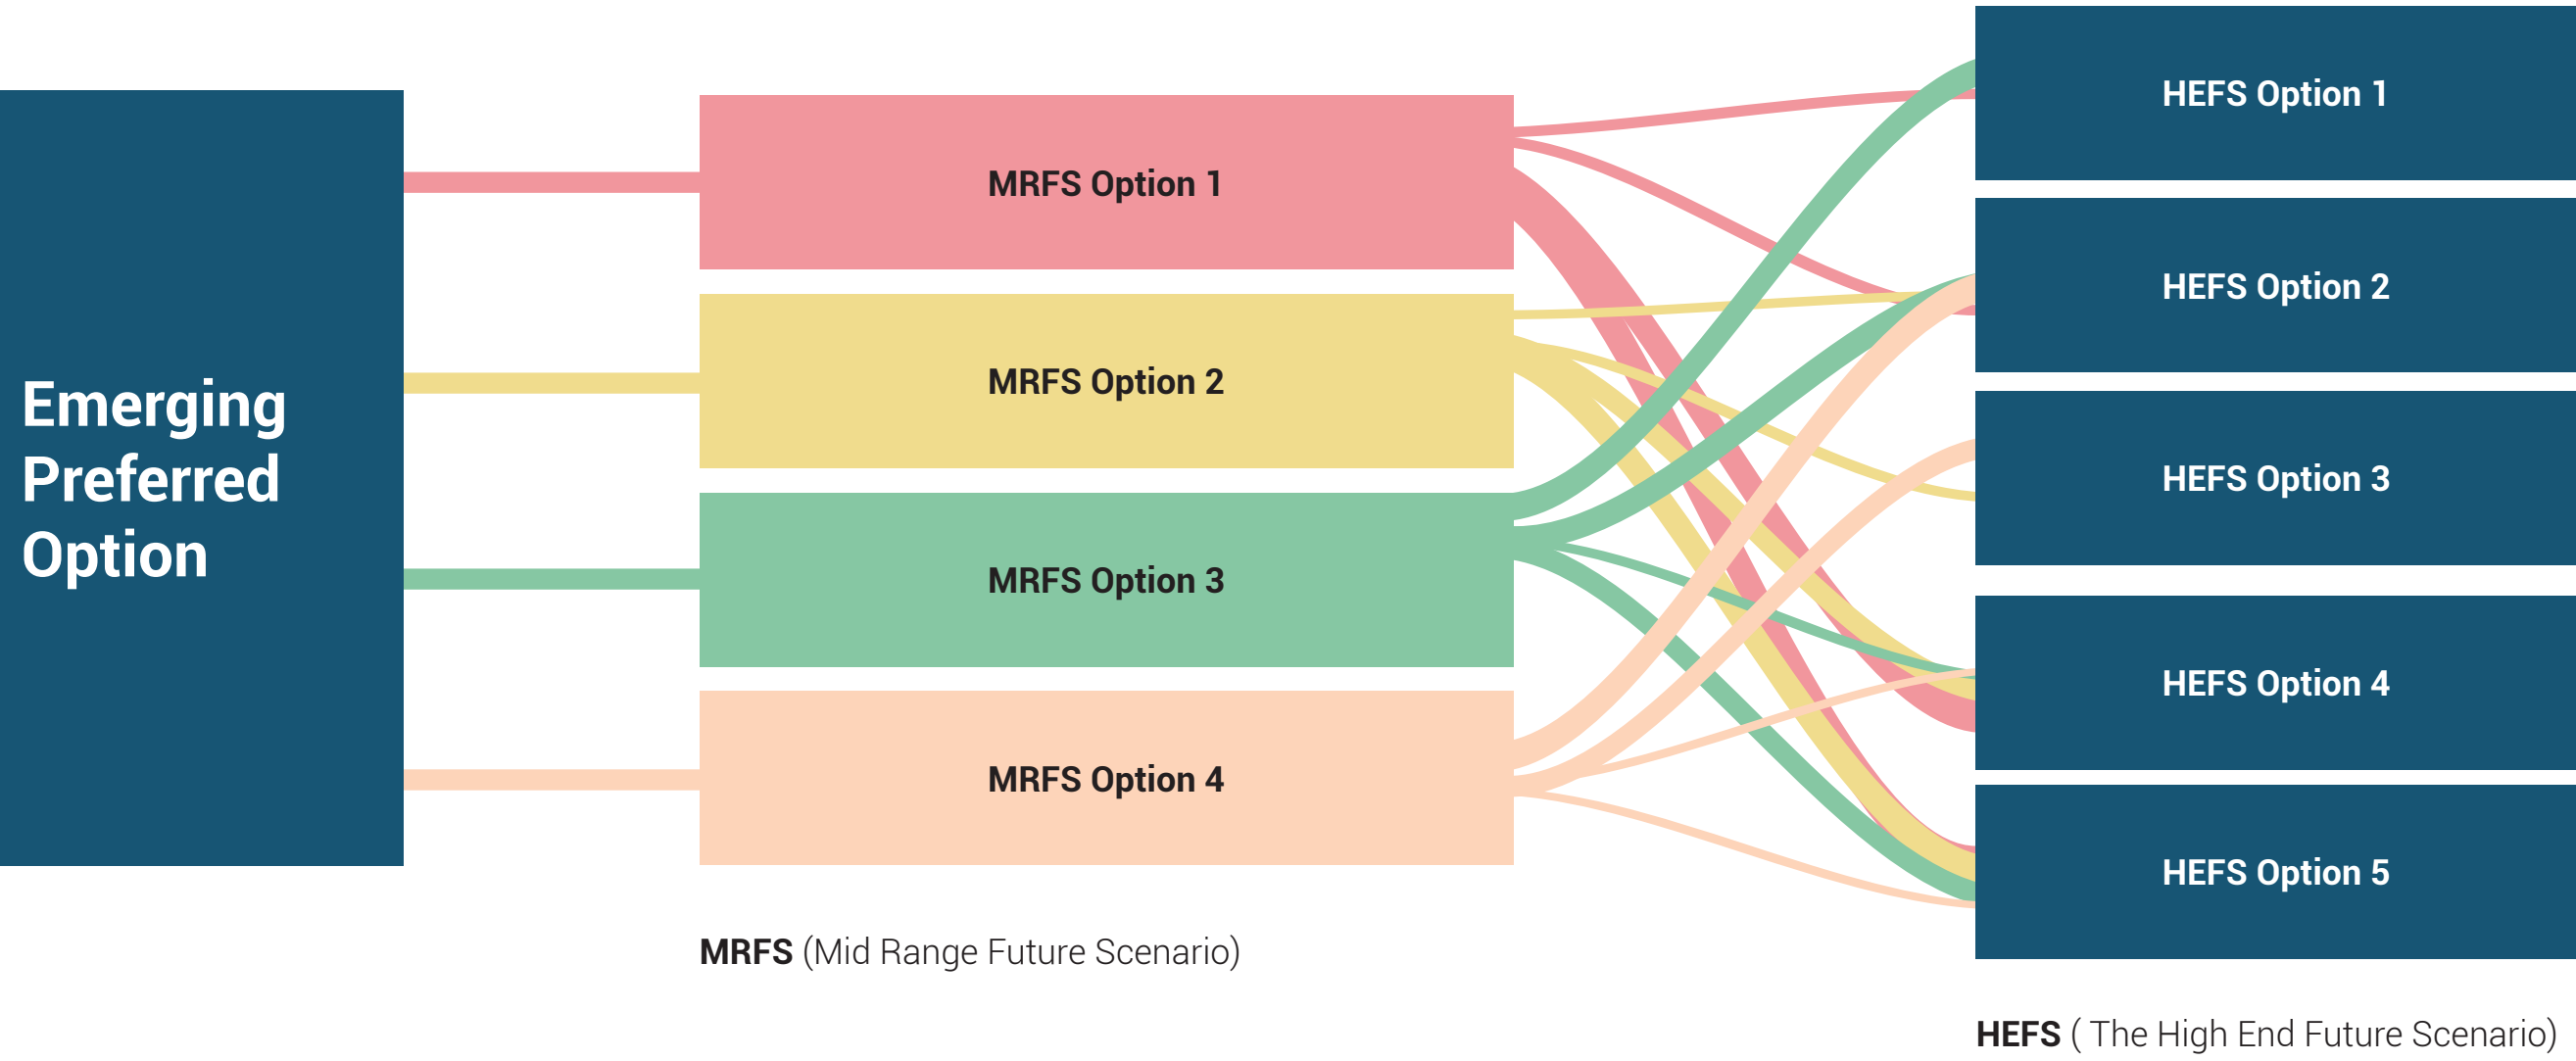 Emerging
Preferred
Option
MRFS Option 1
MRFS Option 2
MRFS Option 3
MRFS Option 4
MRFS (Mid Range Future Scenario)
HEFS Option 1
HEFS Option 2
HEFS Option 3
HEFS Option 4
HEFS Option 5
HEFS ( The High End Future Scenario)